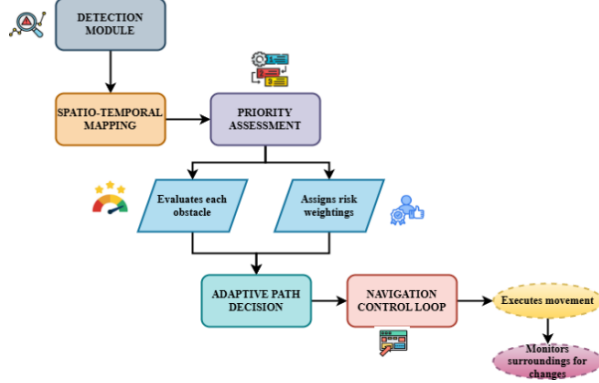 DETECTION
MODULE
SPATIO-TEMPORAL
MAPPING
PRIORITY
ASSESSMENT
Evaluates each
obstacle
Assigns risk
weightings
ADAPTIVE PATH
DECISION
NAVIGATION
CONTROL LOOP
Executes movement
Monitors
surroundings for
changes